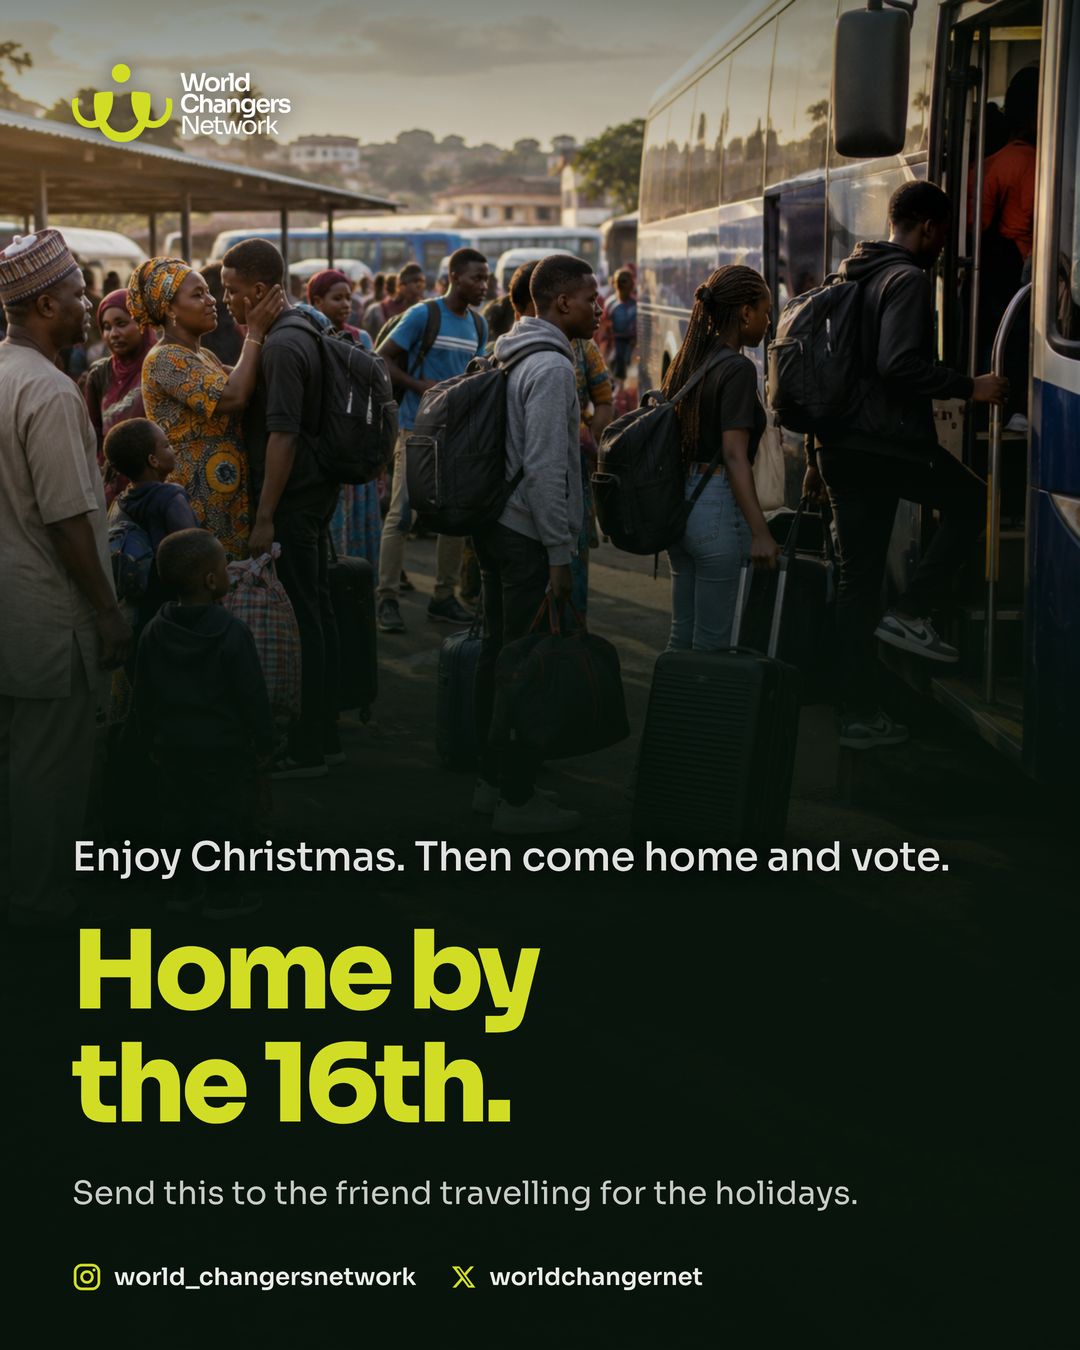 World
Changers
Network
Enjoy Christmas. Then come home and vote.
Home by
the 16th.
Send this to the friend travelling for the holidays.
world_changersnetwork
worldchangernet